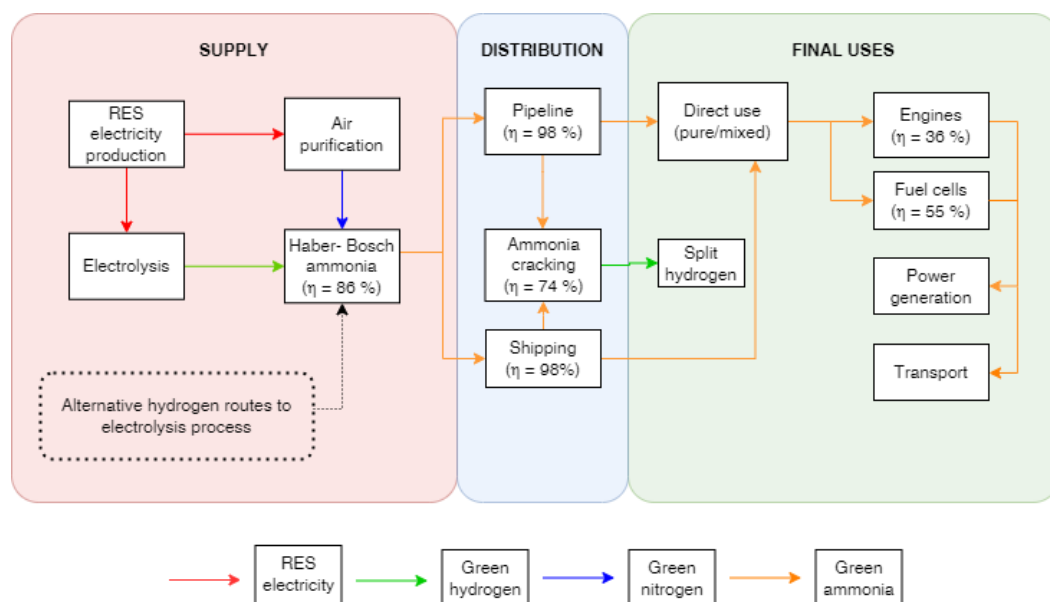 SUPPLY
DISTRIBUTION
FINAL USES
RES
electricity
production
Air
purification
Pipeline
(η = 98 %)
Direct use
(pure/mixed)
Engines
(η = 36 %)
Fuel cells
(η = 55 %)
Electrolysis
Haber- Bosch
ammonia
(η = 86 %)
Ammonia
cracking
(η = 74 %)
Split
hydrogen
Power
generation
Shipping
(η = 98%)
Transport
Alternative hydrogen routes to
electrolysis process
RES
electricity
Green
hydrogen
Green
nitrogen
Green
ammonia